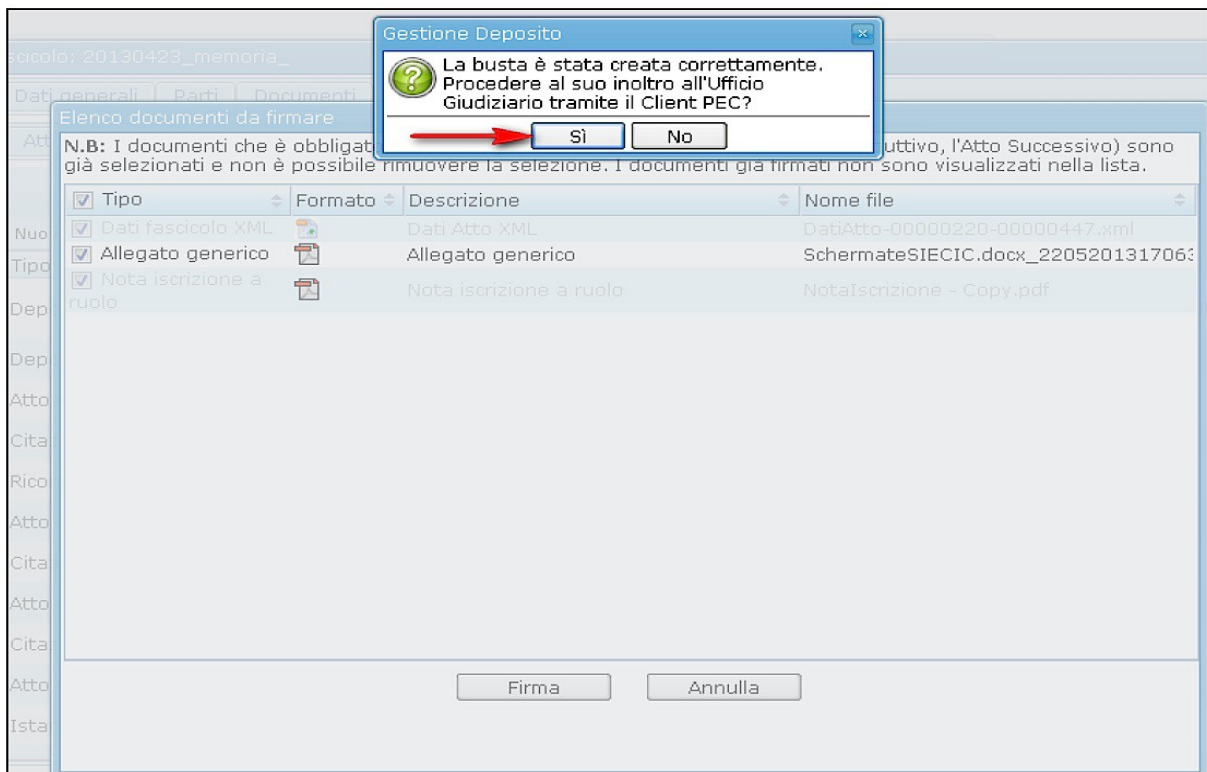 Gestione Deposito
La busta è stata creata correttamente.
Procedere al suo inoltro all'Ufficio
Giudiziario tramite il Client PEC?
Sì No
scicolo: 20130423_memoria_
Dati generali Parti Documenti
Att
Elenco documenti da firmare
N.B: I documenti che è obbligat uttivo, l'Atto Successivo) sono
già selezionati e non è possibile rimuovere la selezione. I documenti già firmati non sono visualizzati nella lista.
Tipo Formato Descrizione Nome file
Dati fascicolo XML Dati Atto XML DatiAtto-00000220-00000447.xml
Allegato generico Allegato generico SchermateSIECIC.docx_2205201317063
Nota iscrizione a
ruolo Nota iscrizione a ruolo NotaIscrizione - Copy.pdf
Nuo
Tipo
Dep
Dep
Atto
Cita
Rico
Atto
Cita
Atto
Cita
Atto
Ista
Firma Annulla